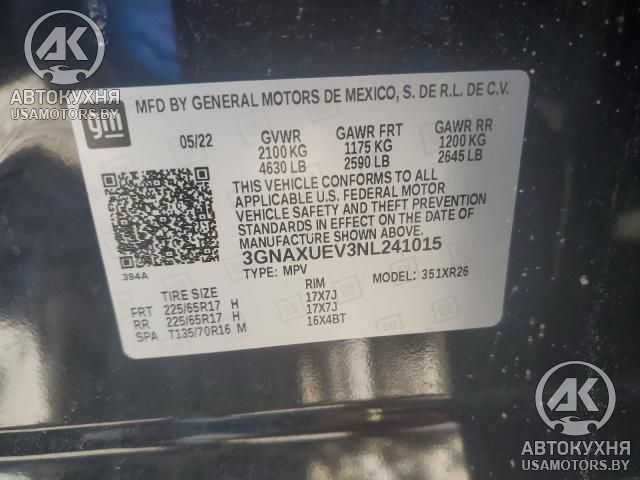 АК
АВТОКУХНЯ
USAMOTORS.BY
gm
MFD BY GENERAL MOTORS DE MEXICO, S. DE R.L. DE C.V.
05/22 GVWR GAWR FRT GAWR RR
2100 KG 1175 KG 1200 KG
4630 LB 2590 LB 2645 LB
THIS VEHICLE CONFORMS TO ALL
APPLICABLE U.S. FEDERAL MOTOR
VEHICLE SAFETY AND THEFT PREVENTION
STANDARDS IN EFFECT ON THE DATE OF
MANUFACTURE SHOWN ABOVE.
3GNAXUEV3NL241015
384A
TYPE: MPV MODEL: 351XR26
TIRE SIZE RIM
FRT 225/65R17 H 17X7J
RR 225/65R17 H 17X7J
SPA T135/70R16 M 16X4BT
АК
АВТОКУХНЯ
USAMOTORS.BY